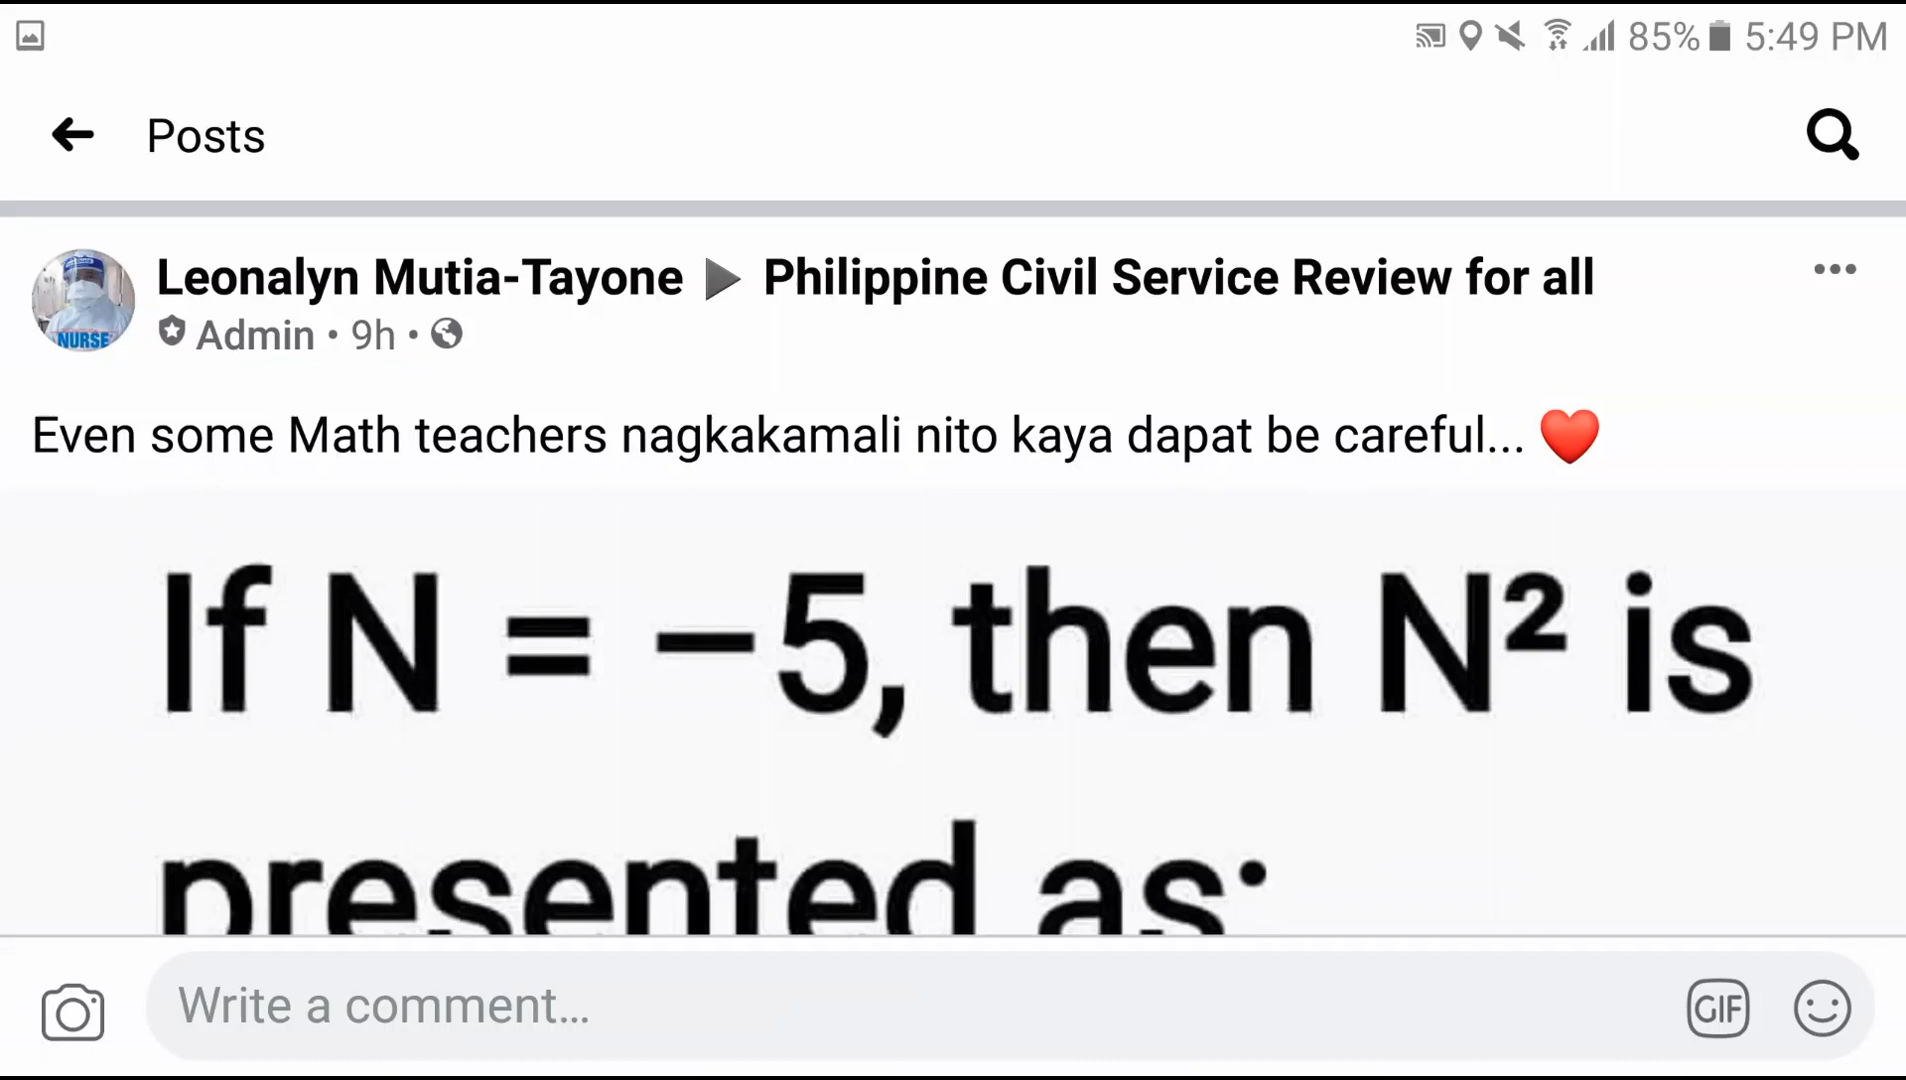 85% 5:49 PM
Posts
Leonalyn Mutia-Tayone ▶ Philippine Civil Service Review for all
Admin • 9h •
NURSE
Even some Math teachers nagkakamali nito kaya dapat be careful... ❤️
If N = –5, then N² is
presented as:
Write a comment...
GIF